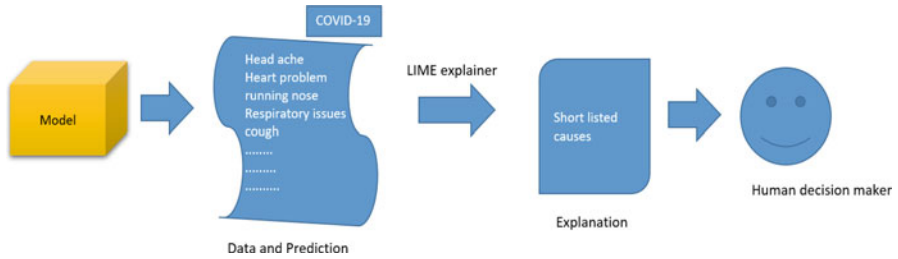 COVID-19
Model
Head ache
Heart problem
running nose
Respiratory issues
cough
........
.........
..........
Data and Prediction
LIME explainer
Short listed
causes
Explanation
Human decision maker